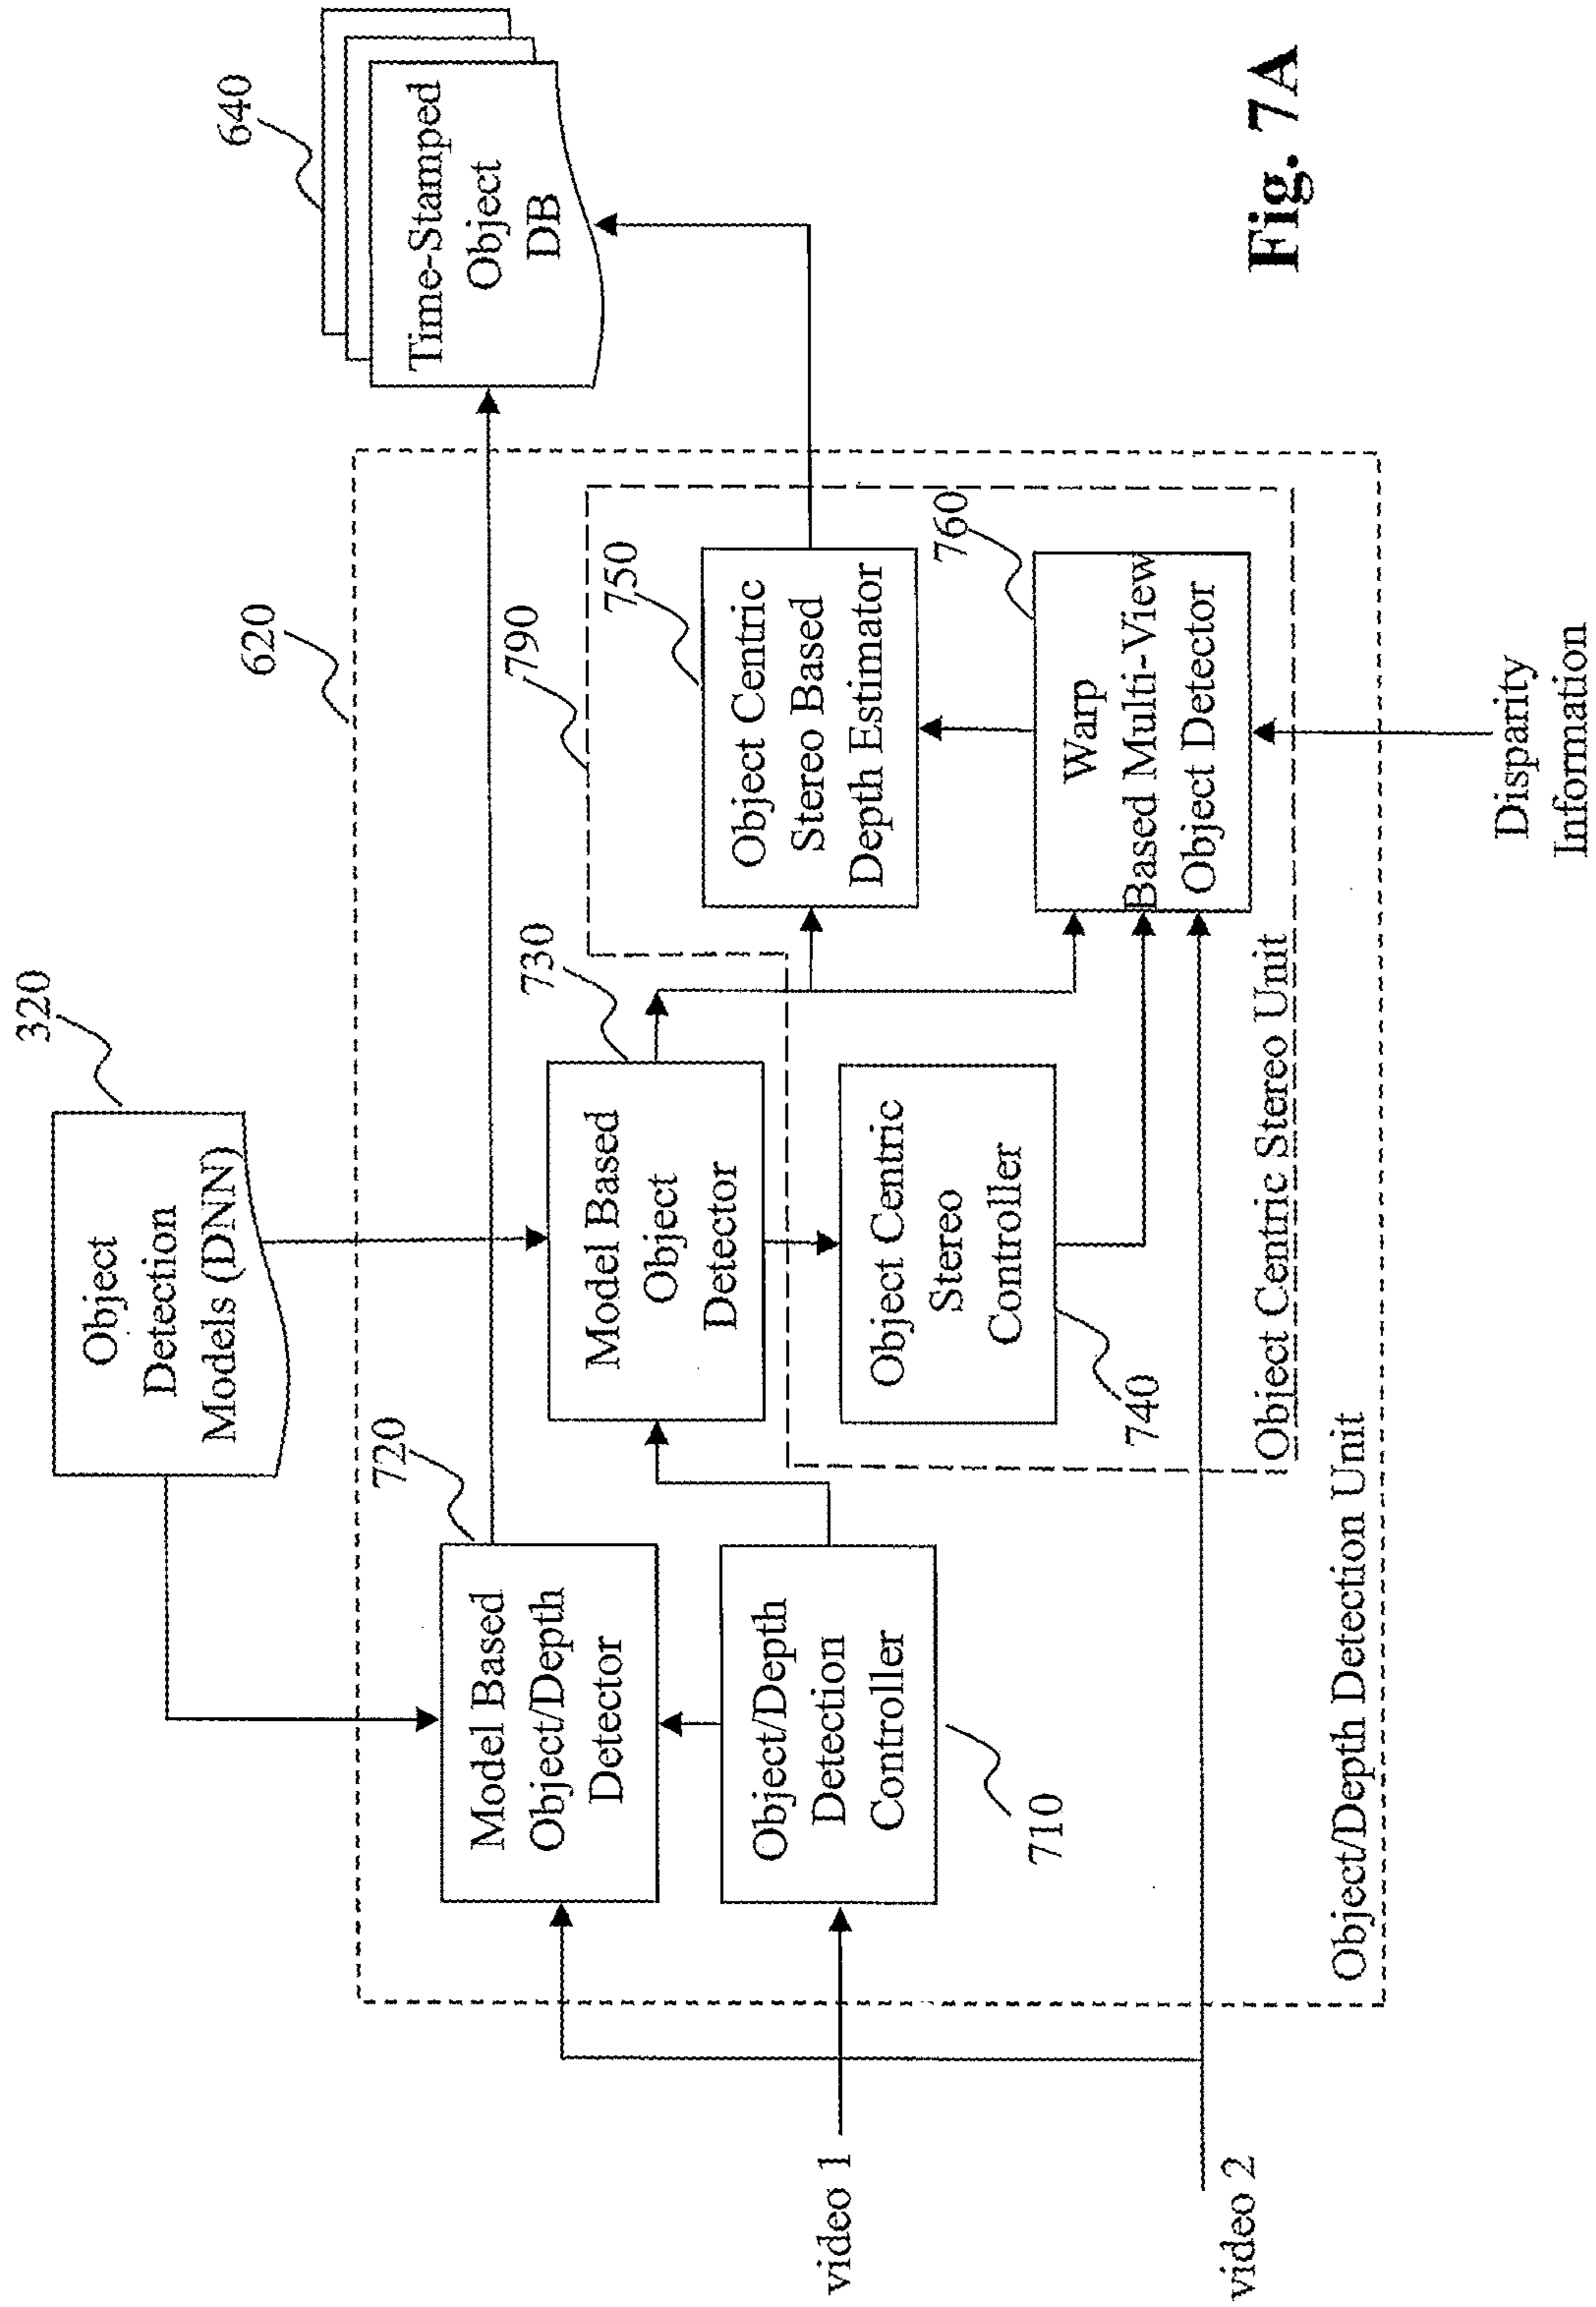 320
Object
Detection
Models (DNN)
640
Time-Stamped
Object
DB
620
720
Model Based
Object/Depth
Detector
730
Model Based
Object
Detector
790
750
Object Centric
Stereo Based
Depth Estimator
Object/Depth
Detection
Controller
710
Object Centric
Stereo
Controller
740
760
Warp
Based Multi-View
Object Detector
Object Centric Stereo Unit
Object/Depth Detection Unit
video 1
video 2
Disparity
Information
Fig. 7A